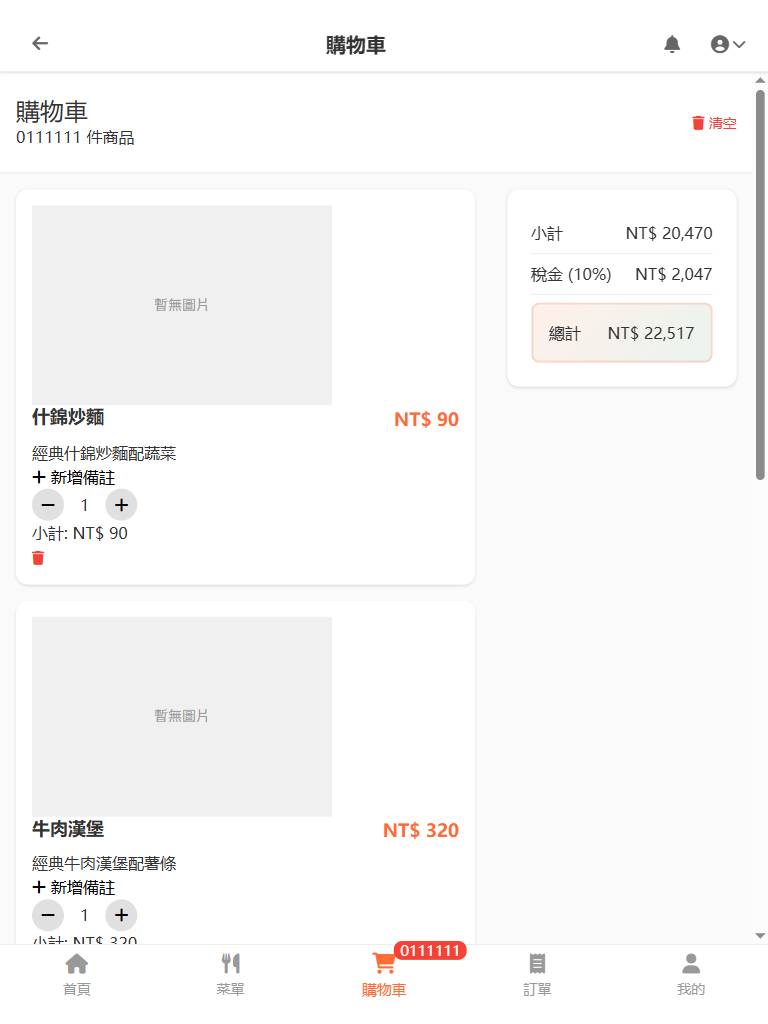 購物車
購物車
0111111 件商品
清空
暫無圖片
什錦炒麵
NT$ 90
經典什錦炒麵配蔬菜
新增備註
1
小計: NT$ 90
小計 NT$ 20,470
稅金 (10%) NT$ 2,047
總計 NT$ 22,517
暫無圖片
牛肉漢堡
NT$ 320
經典牛肉漢堡配薯條
新增備註
1
小計: NT$ 320
0111111
首頁
菜單
購物車
訂單
我的